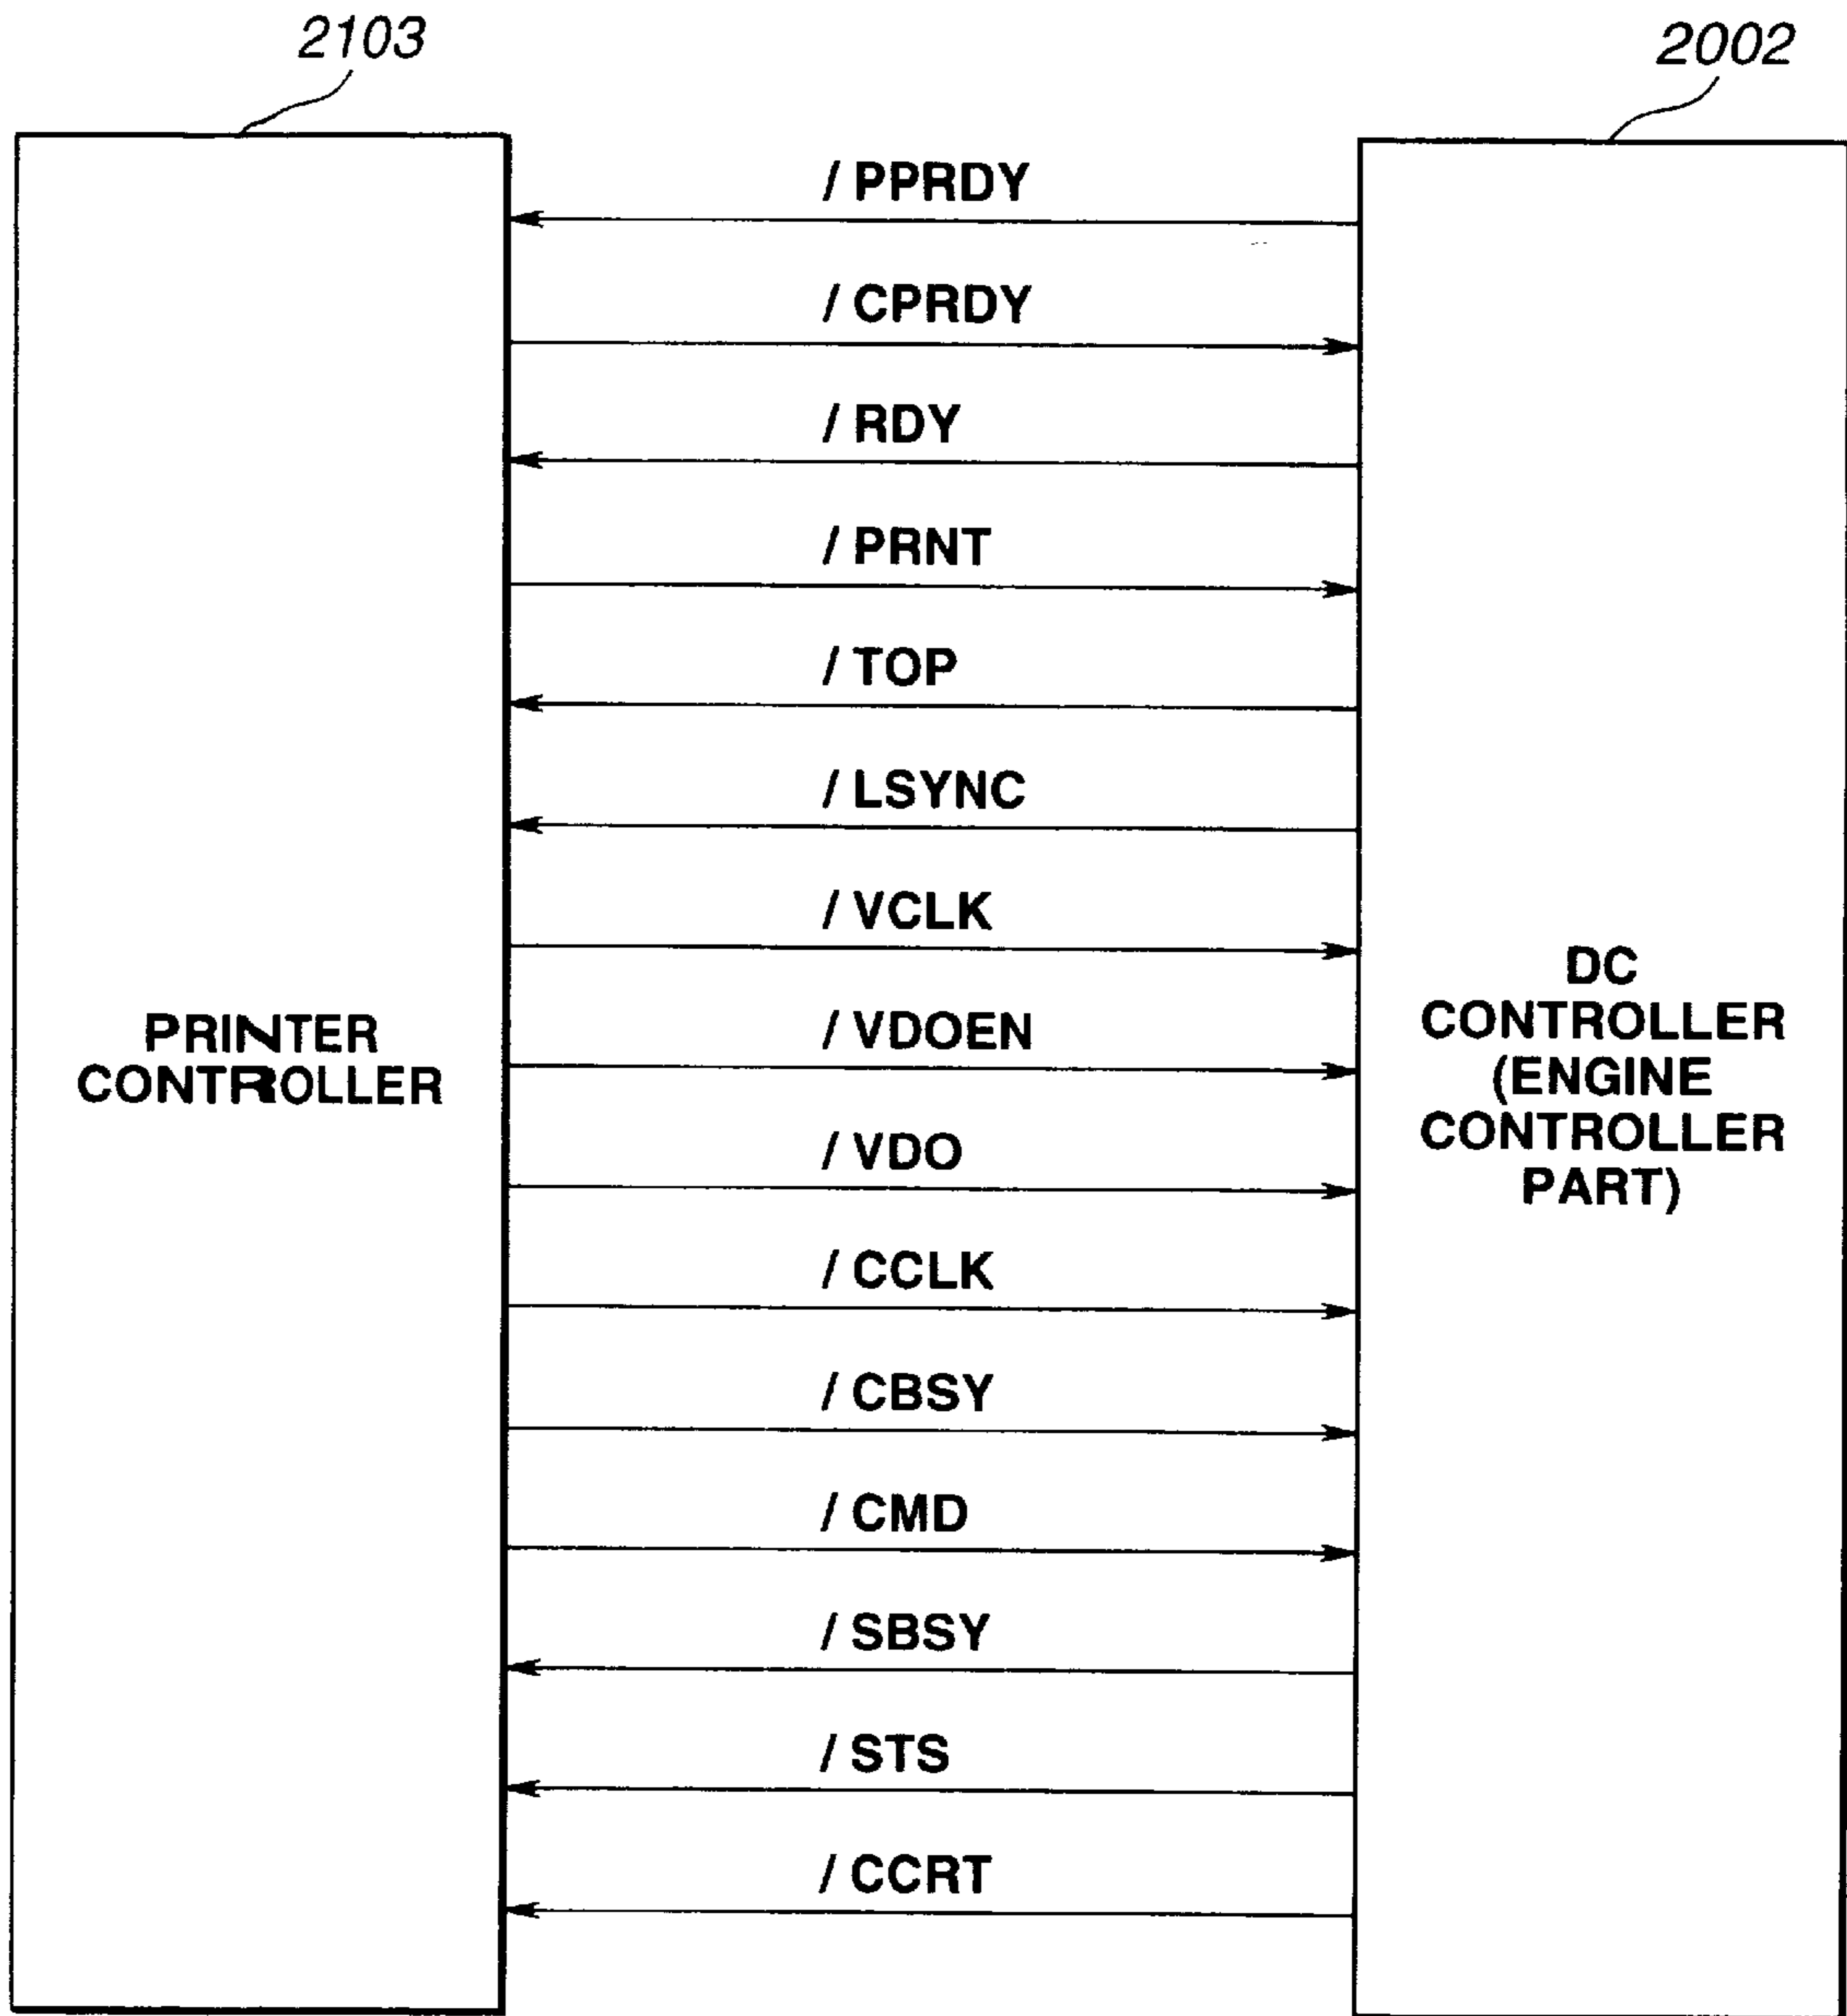 2103
2002
/ PPRDY
/ CPRDY
/ RDY
/ PRNT
/ TOP
/ LSYNC
/ VCLK
/ VDOEN
/ VDO
/ CCLK
/ CBSY
/ CMD
/ SBSY
/ STS
/ CCRT
PRINTER
CONTROLLER
DC
CONTROLLER
(ENGINE
CONTROLLER
PART)